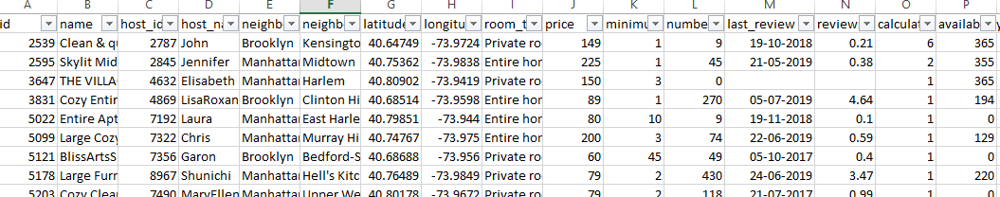 A B C D E F G H I J K L M N O P
id name host_id host_na neighbo neighbo latitude longitu room_t price minimu numbe last_review review calculat availab
2539 Clean & q 2787 John Brooklyn Kensingto 40.64749 -73.9724 Private ro 149 1 9 19-10-2018 0.21 6 365
2595 Skylit Mid 2845 Jennifer Manhatta Midtown 40.75362 -73.9838 Entire hor 225 1 45 21-05-2019 0.38 2 355
3647 THE VILLA 4632 Elisabeth Manhatta Harlem 40.80902 -73.9419 Private ro 150 3 0 1 365
3831 Cozy Entir 4869 LisaRoxan Brooklyn Clinton Hi 40.68514 -73.9598 Entire hor 89 1 270 05-07-2019 4.64 1 194
5022 Entire Apt 7192 Laura Manhatta East Harle 40.79851 -73.944 Entire hor 80 10 9 19-11-2018 0.1 1 0
5099 Large Cozy 7322 Chris Manhatta Murray Hi 40.74767 -73.975 Entire hor 200 3 74 22-06-2019 0.59 1 129
5121 BlissArtsS 7356 Garon Brooklyn Bedford-S 40.68688 -73.956 Private ro 60 45 49 05-10-2017 0.4 1 0
5178 Large Furr 8967 Shunichi Manhatta Hell's Kitc 40.76489 -73.9849 Private ro 79 2 430 24-06-2019 3.47 1 220
5203 Cozy Clea 7490 MaryEllen Manhatta Upper We 40.80178 -73.9672 Private ro 79 2 118 21-07-2017 0.99 1 0